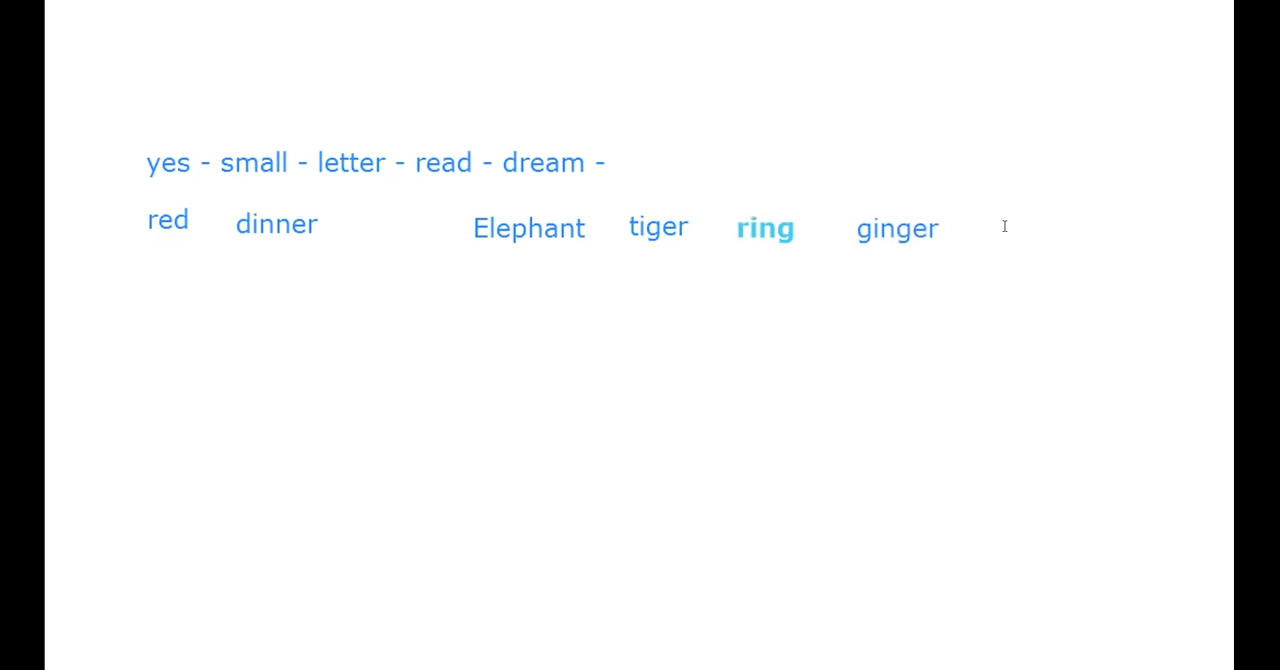 yes - small - letter - read - dream -
red dinner Elephant tiger ring ginger